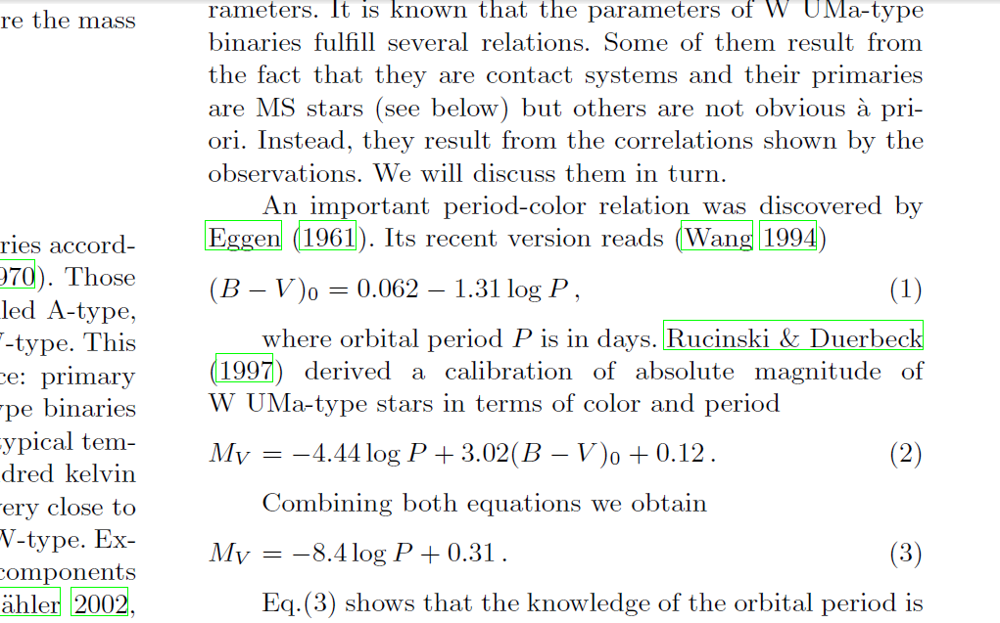 re the mass
ries accord-
970). Those
led A-type,
-type. This
ce: primary
ype binaries
typical tem-
dred kelvin
very close to
W-type. Ex-
components
ähler 2002,
rameters. It is known that the parameters of W UMa-type
binaries fulfill several relations. Some of them result from
the fact that they are contact systems and their primaries
are MS stars (see below) but others are not obvious à pri-
ori. Instead, they result from the correlations shown by the
observations. We will discuss them in turn.
An important period-color relation was discovered by
Eggen (1961). Its recent version reads (Wang 1994)
(B − V)₀ = 0.062 − 1.31 log P , (1)
where orbital period P is in days. Rucinski & Duerbeck
(1997) derived a calibration of absolute magnitude of
W UMa-type stars in terms of color and period
M_V = −4.44 log P + 3.02(B − V)₀ + 0.12 . (2)
Combining both equations we obtain
M_V = −8.4 log P + 0.31 . (3)
Eq.(3) shows that the knowledge of the orbital period is